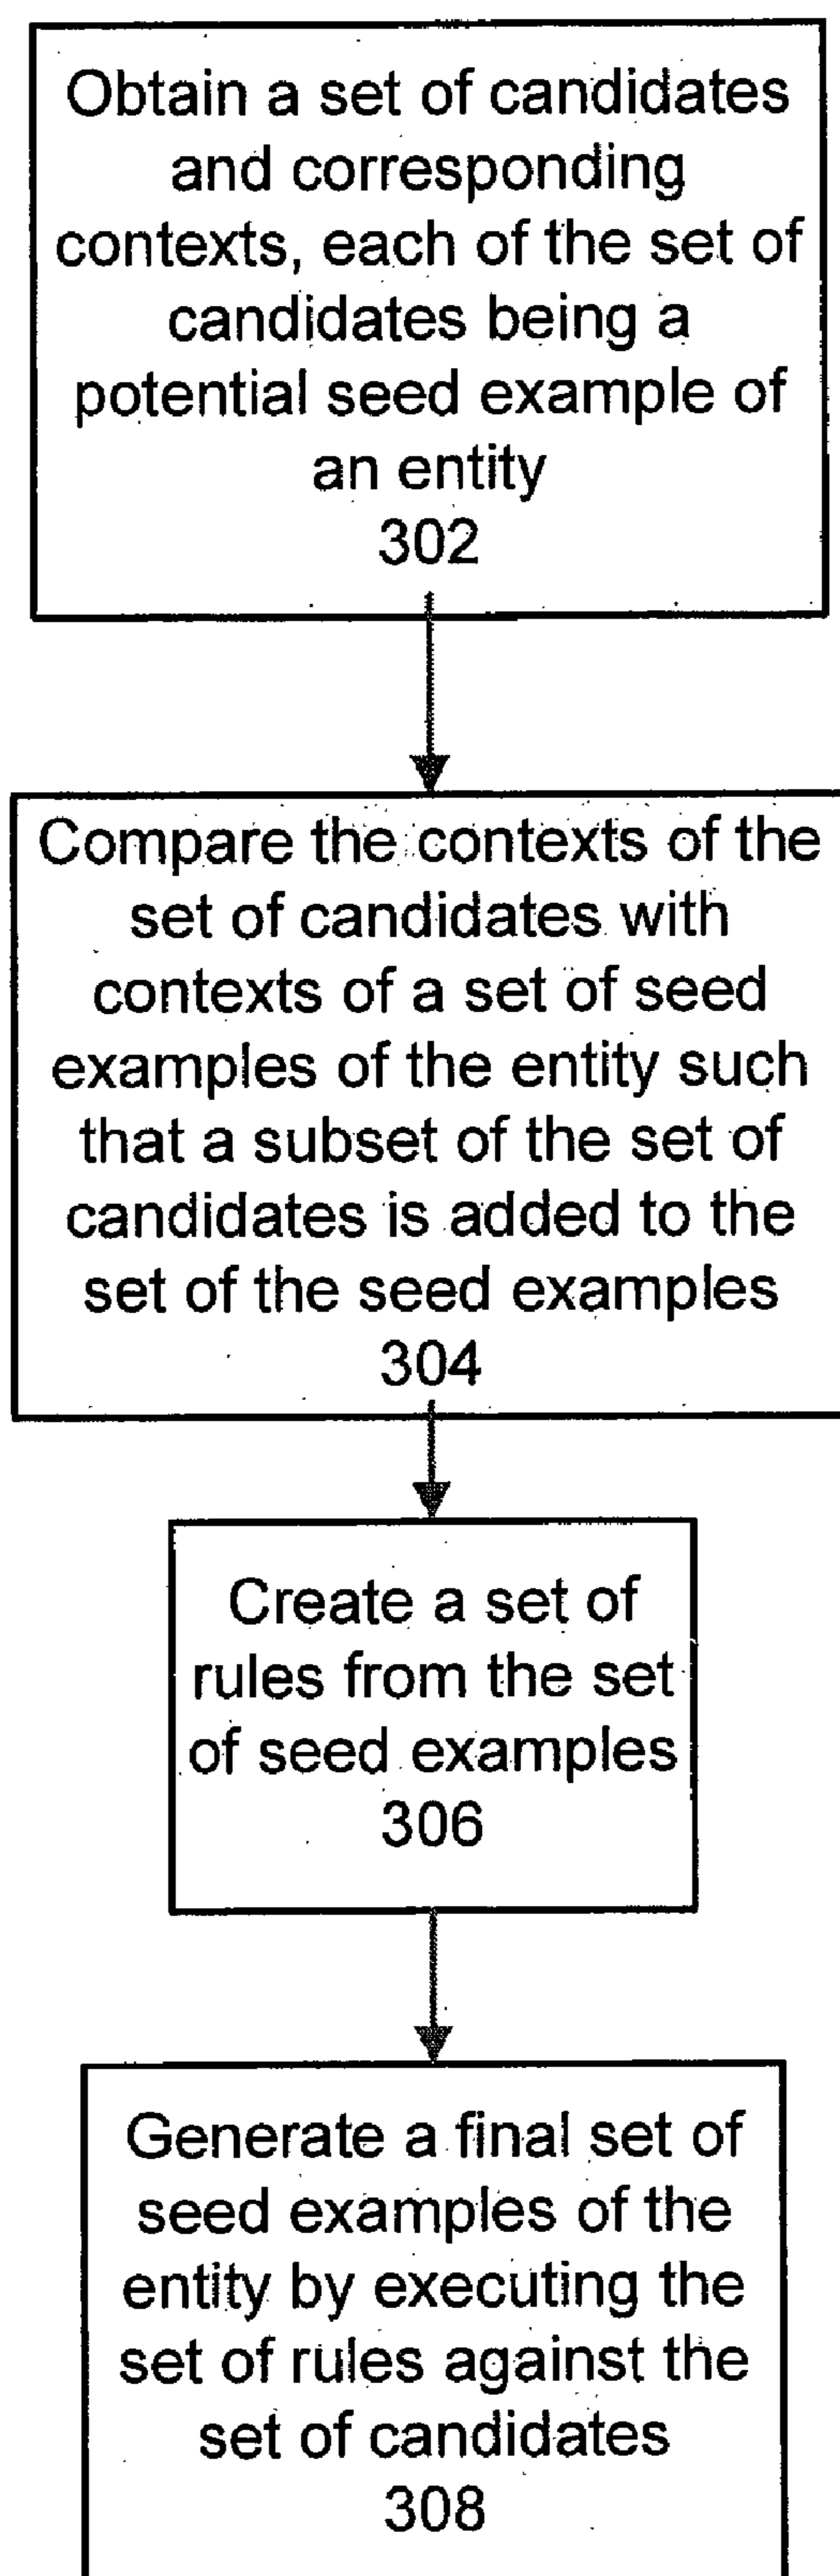 Obtain a set of candidates
and corresponding
contexts, each of the set of
candidates being a
potential seed example of
an entity
302
Compare the contexts of the
set of candidates with
contexts of a set of seed
examples of the entity such
that a subset of the set of
candidates is added to the
set of the seed examples
304
Create a set of
rules from the set
of seed examples
306
Generate a final set of
seed examples of the
entity by executing the
set of rules against the
set of candidates
308